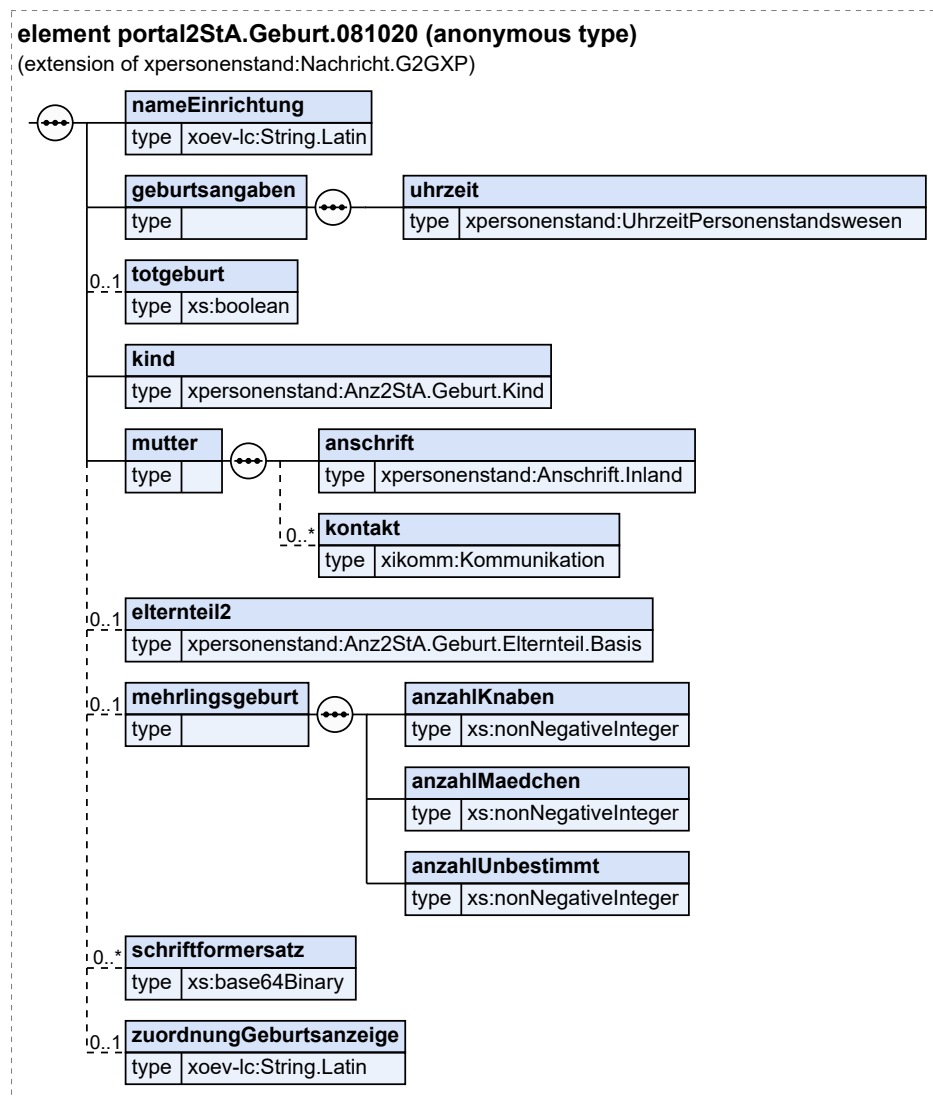 element portal2StA.Geburt.081020 (anonymous type)
(extension of xpersonenstand:Nachricht.G2GXP)
nameEinrichtung
type xoev-lc:String.Latin
geburtsangaben
type
uhrzeit
type xpersonenstand:UhrzeitPersonenstandswesen
0..1
totgeburt
type xs:boolean
kind
type xpersonenstand:Anz2StA.Geburt.Kind
mutter
type
anschrift
type xpersonenstand:Anschrift.Inland
0..*
kontakt
type xikomm:Kommunikation
0..1
elternteil2
type xpersonenstand:Anz2StA.Geburt.Elternteil.Basis
0..1
mehrlingsgeburt
type
anzahlKnaben
type xs:nonNegativeInteger
anzahlMaedchen
type xs:nonNegativeInteger
anzahlUnbestimmt
type xs:nonNegativeInteger
0..*
schriftformersatz
type xs:base64Binary
0..1
zuordnungGeburtsanzeige
type xoev-lc:String.Latin